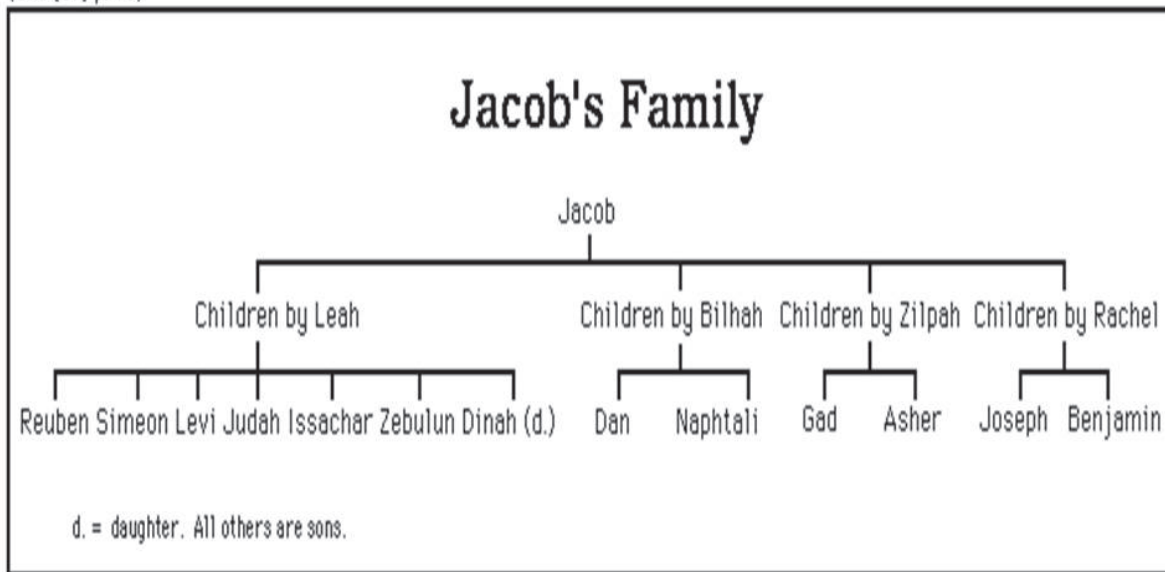 Jacob's Family
Jacob
Children by Leah Children by Bilhah Children by Zilpah Children by Rachel
Reuben Simeon Levi Judah Issachar Zebulun Dinah (d.) Dan Naphtali Gad Asher Joseph Benjamin
d. = daughter. All others are sons.